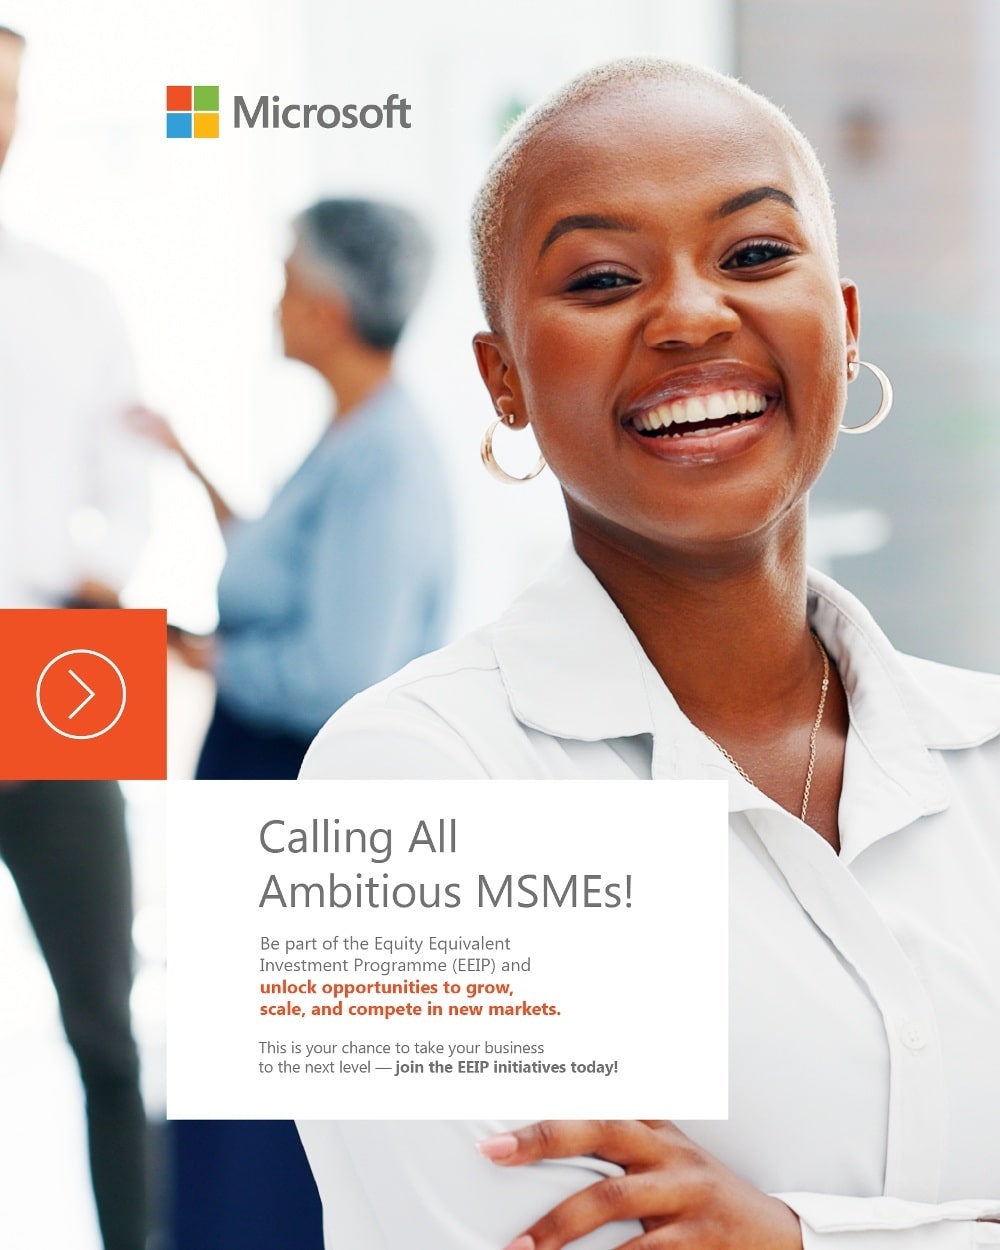 Microsoft
Calling All
Ambitious MSMEs!
Be part of the Equity Equivalent
Investment Programme (EEIP) and
unlock opportunities to grow,
scale, and compete in new markets.
This is your chance to take your business
to the next level — join the EEIP initiatives today!